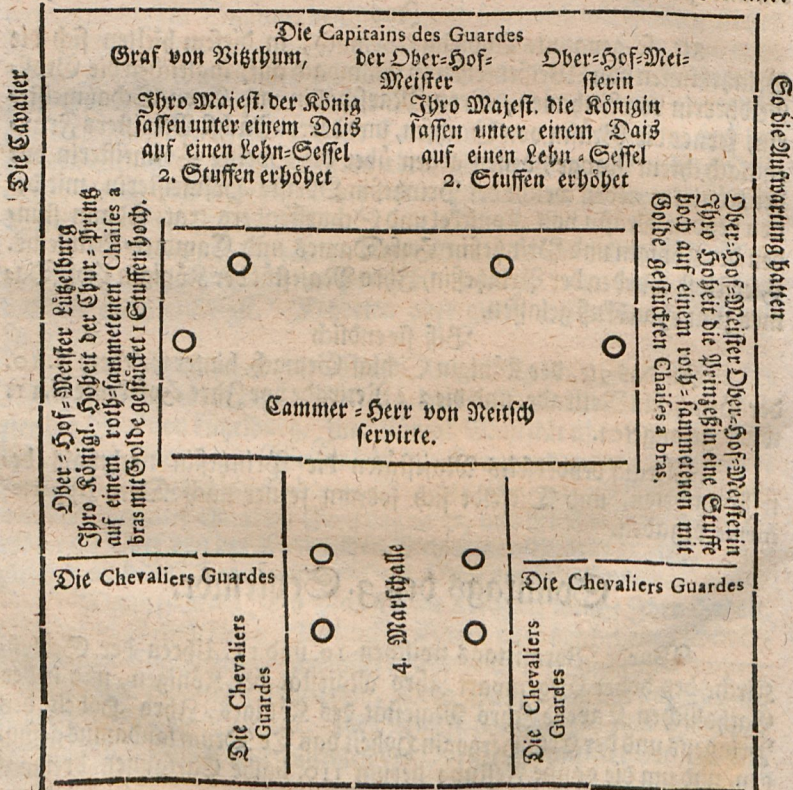 Die Capitains des Guardes
Graf von Vitzthum, der Ober-Hof- Ober-Hof-Mei-
Meister sterin
Ihro Majest. der König Ihro Majest. die Königin
sassen unter einem Dais sassen unter einem Dais
auf einen Lehn-Sessel auf einen Lehn-Sessel
2. Stuffen erhöhet 2. Stuffen erhöhet
Die Cavalier
So die Aufwartung hatten
Ober-Hof-Meister Lützelburg
Ihro Königl. Hoheit der Chur-Printz
auf einem roth-sammetenen Chaises a
bras mit Golde gestücket 1 Stuffen hoch.
Ober-Hof-Meister Ober-Hof-Meisterin
Ihro Hoheit die Prinzeßin eine Stuffe
hoch auf einem roth-sammetenen mit
Golde gestückten Chaises a bras.
Cammer-Herr von Neitsch
servirte.
Die Chevaliers Guardes
Die Chevaliers
Guardes
4. Marschalle
Die Chevaliers Guardes
Die Chevaliers
Guardes